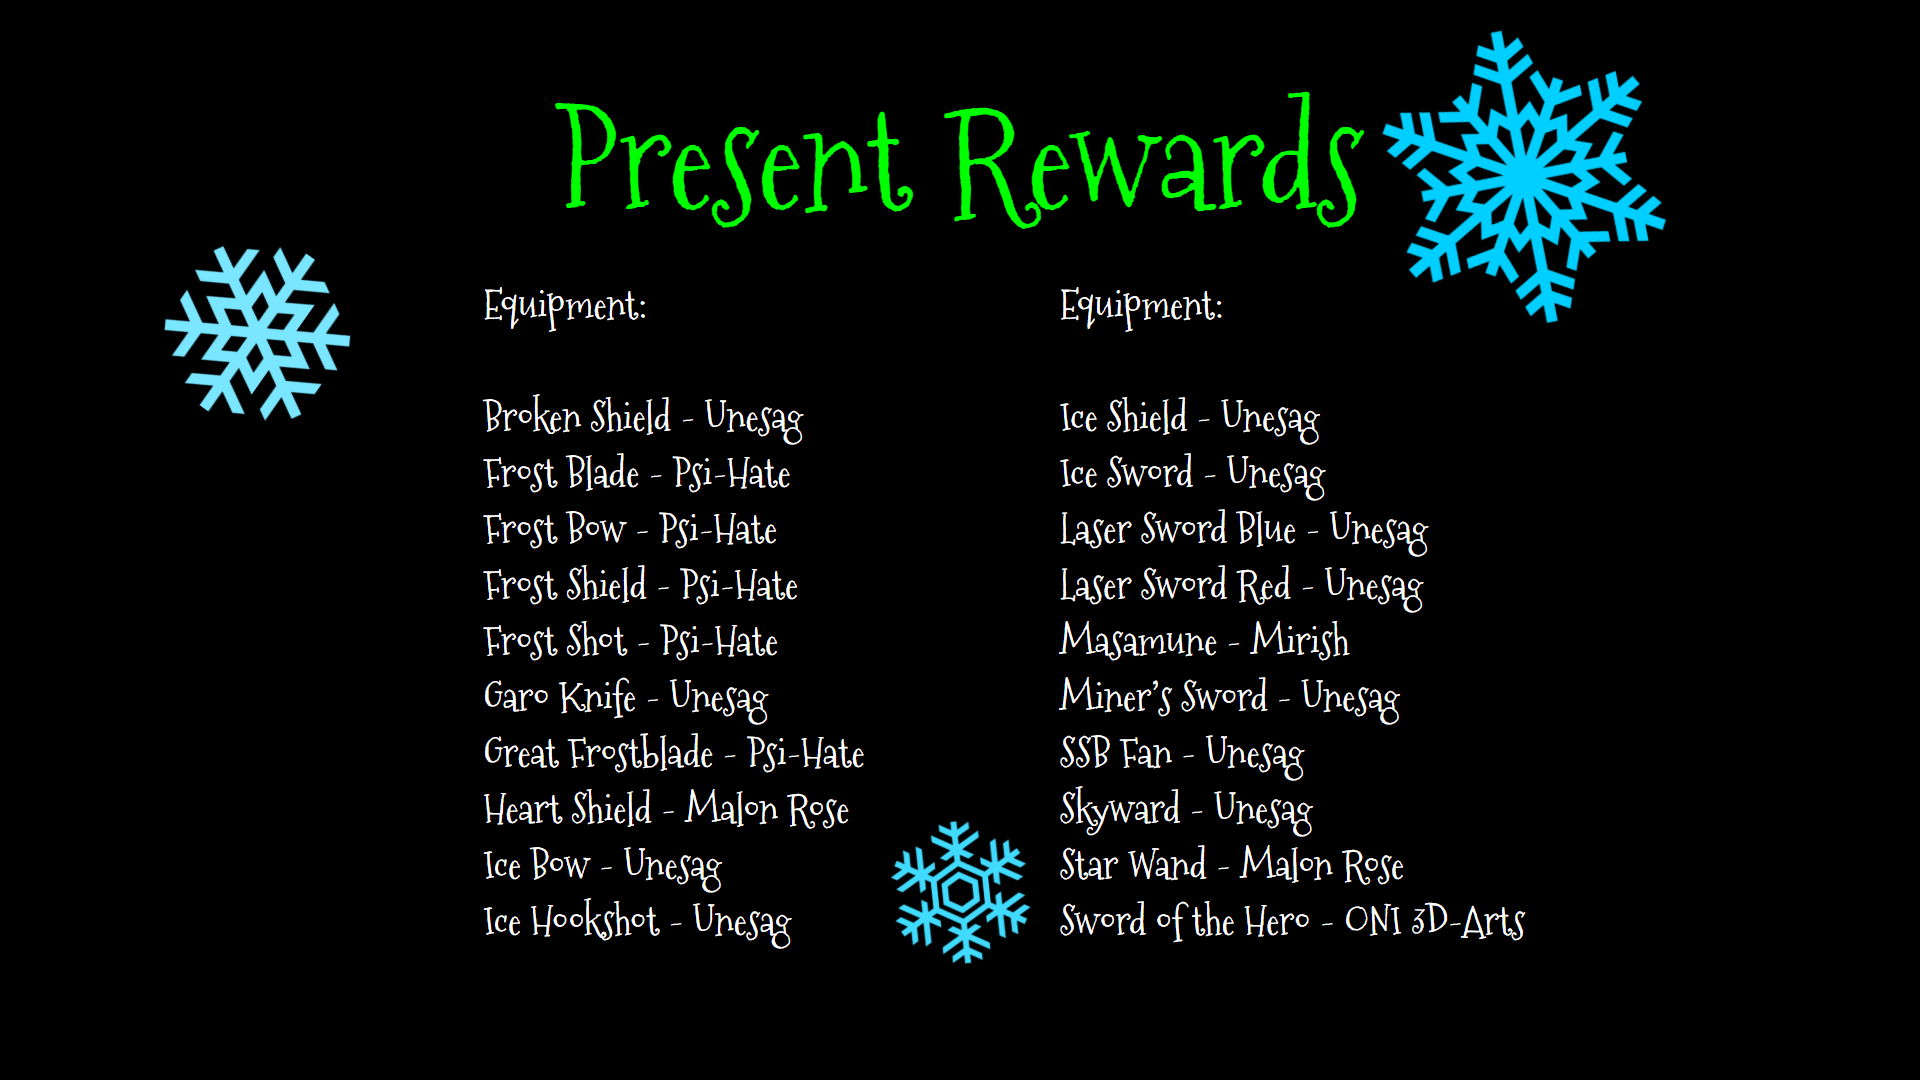 Present Rewards
Equipment:
Broken Shield - Unesag
Frost Blade - Psi-Hate
Frost Bow - Psi-Hate
Frost Shield - Psi-Hate
Frost Shot - Psi-Hate
Garo Knife - Unesag
Great Frostblade - Psi-Hate
Heart Shield - Malon Rose
Ice Bow - Unesag
Ice Hookshot - Unesag
Equipment:
Ice Shield - Unesag
Ice Sword - Unesag
Laser Sword Blue - Unesag
Laser Sword Red - Unesag
Masamune - Mirish
Miner's Sword - Unesag
SSB Fan - Unesag
Skyward - Unesag
Star Wand - Malon Rose
Sword of the Hero - ONI 3D-Arts